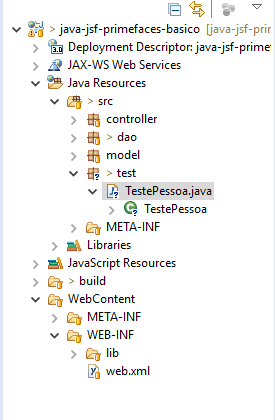 > java-jsf-primefaces-basico [java-jsf-prim
> Deployment Descriptor: java-jsf-prime
JAX-WS Web Services
Java Resources
> src
controller
> dao
model
> test
TestePessoa.java
TestePessoa
META-INF
Libraries
JavaScript Resources
> build
WebContent
META-INF
WEB-INF
lib
web.xml